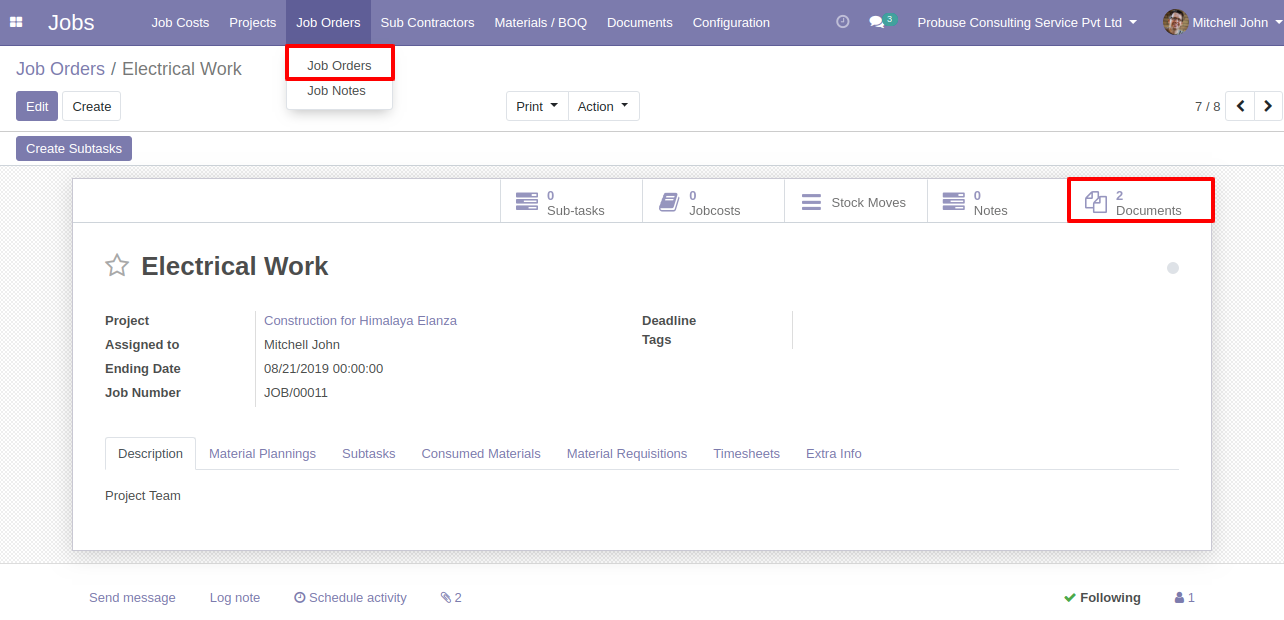 Jobs Job Costs Projects Job Orders Sub Contractors Materials / BOQ Documents Configuration 3 Probuse Consulting Service Pvt Ltd Mitchell John
Job Orders
Job Notes
Job Orders / Electrical Work
Edit Create Print Action 7 / 8
Create Subtasks
0 Sub-tasks
0 Jobcosts
Stock Moves
0 Notes
2 Documents
Electrical Work
Project Construction for Himalaya Elanza
Assigned to Mitchell John
Ending Date 08/21/2019 00:00:00
Job Number JOB/00011
Deadline
Tags
Description Material Plannings Subtasks Consumed Materials Material Requisitions Timesheets Extra Info
Project Team
Send message Log note Schedule activity 2 Following 1